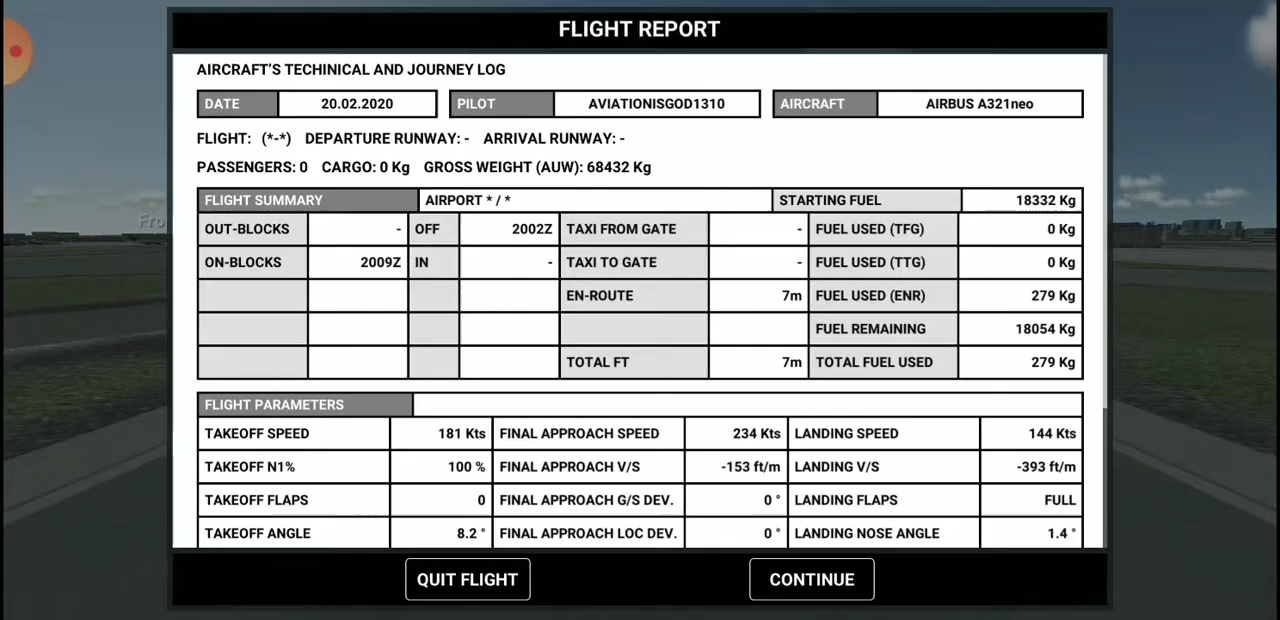 FLIGHT REPORT
AIRCRAFT'S TECHINICAL AND JOURNEY LOG
DATE 20.02.2020 PILOT AVIATIONISGOD1310 AIRCRAFT AIRBUS A321neo
FLIGHT: (*-*) DEPARTURE RUNWAY: - ARRIVAL RUNWAY: -
PASSENGERS: 0 CARGO: 0 Kg GROSS WEIGHT (AUW): 68432 Kg
FLIGHT SUMMARY AIRPORT * / * STARTING FUEL 18332 Kg
OUT-BLOCKS - OFF 2002Z TAXI FROM GATE - FUEL USED (TFG) 0 Kg
ON-BLOCKS 2009Z IN - TAXI TO GATE - FUEL USED (TTG) 0 Kg
EN-ROUTE 7m FUEL USED (ENR) 279 Kg
FUEL REMAINING 18054 Kg
TOTAL FT 7m TOTAL FUEL USED 279 Kg
FLIGHT PARAMETERS
TAKEOFF SPEED 181 Kts FINAL APPROACH SPEED 234 Kts LANDING SPEED 144 Kts
TAKEOFF N1% 100 % FINAL APPROACH V/S -153 ft/m LANDING V/S -393 ft/m
TAKEOFF FLAPS 0 FINAL APPROACH G/S DEV. 0 ° LANDING FLAPS FULL
TAKEOFF ANGLE 8.2 ° FINAL APPROACH LOC DEV. 0 ° LANDING NOSE ANGLE 1.4 °
QUIT FLIGHT CONTINUE